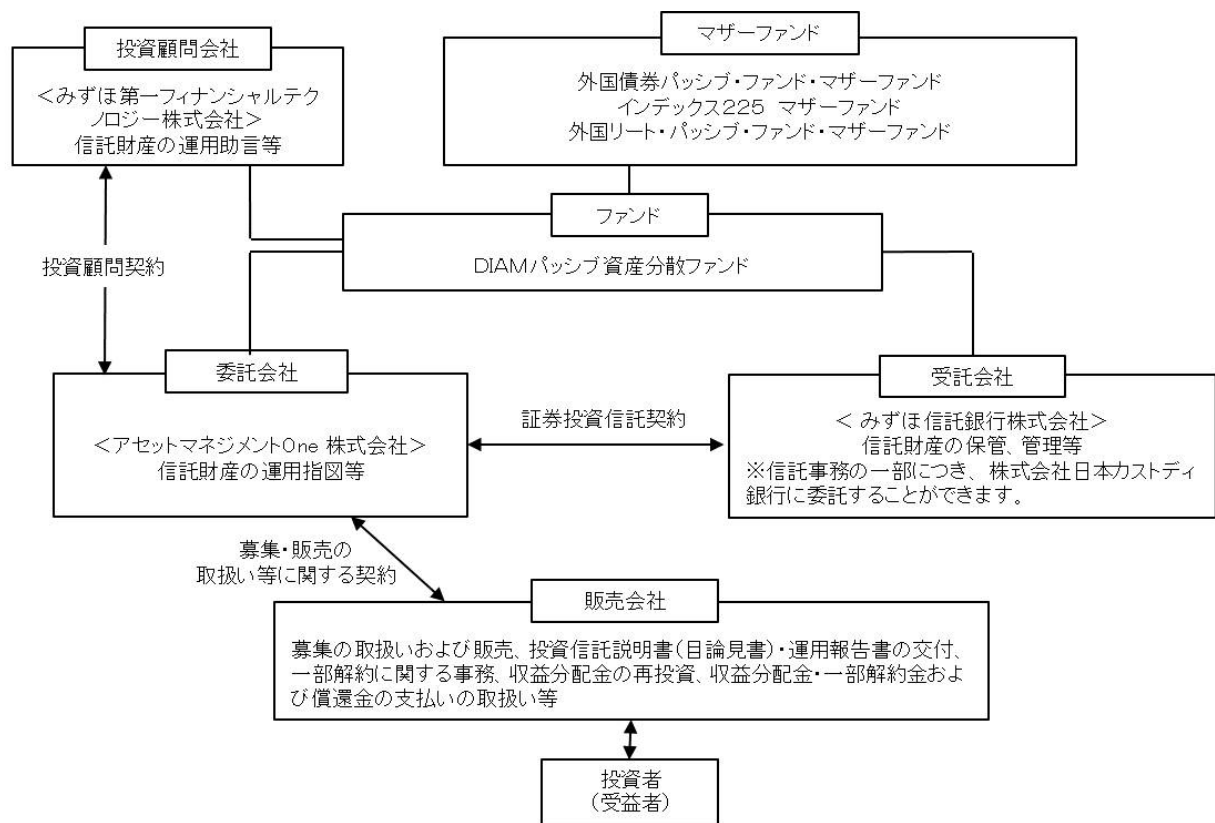 投資顧問会社
＜みずほ第一フィナンシャルテク
ノロジー株式会社＞
信託財産の運用助言等
マザーファンド
外国債券パッシブ・ファンド・マザーファンド
インデックス２２５　マザーファンド
外国リート・パッシブ・ファンド・マザーファンド
ファンド
DIAMパッシブ資産分散ファンド
投資顧問契約
委託会社
＜アセットマネジメントOne 株式会社＞
信託財産の運用指図等
証券投資信託契約
受託会社
＜ みずほ信託銀行株式会社＞
信託財産の保管、管理等
※信託事務の一部につき、株式会社日本カストディ
銀行に委託することができます。
募集・販売の
取扱い等に関する契約
販売会社
募集の取扱いおよび販売、投資信託説明書（目論見書）・運用報告書の交付、
一部解約に関する事務、収益分配金の再投資、収益分配金・一部解約金およ
び償還金の支払いの取扱い等
投資者
（受益者）